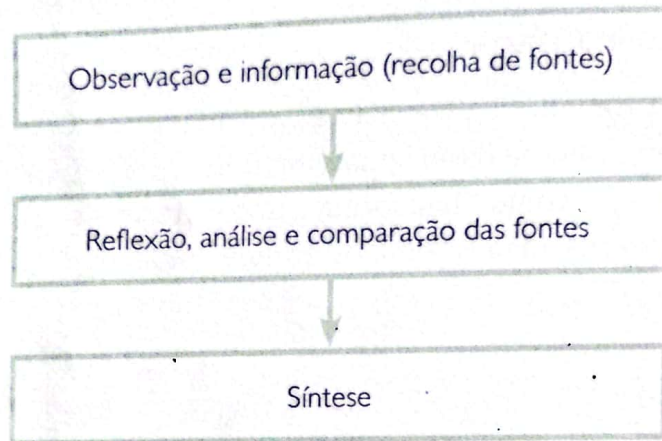 Observação e informação (recolha de fontes)
Reflexão, análise e comparação das fontes
Síntese